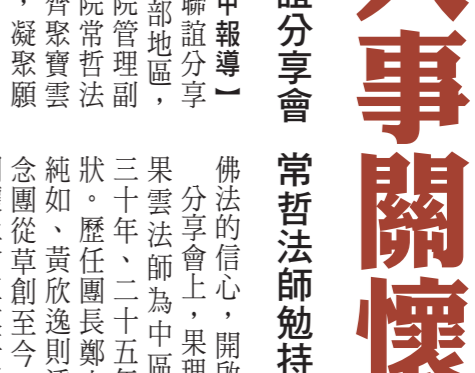 大事關懷
誼分享會 常哲法師勉持
報導】
聯誼分享
部地區，
院管理副
院常哲法
齊聚寶雲
，凝聚願
佛法的信心，開啟
分享會上，果理
果雲法師為中區
三十年、二十五年
狀。歷任團長鄭
純如、黃欣逸則
念團從草創至今